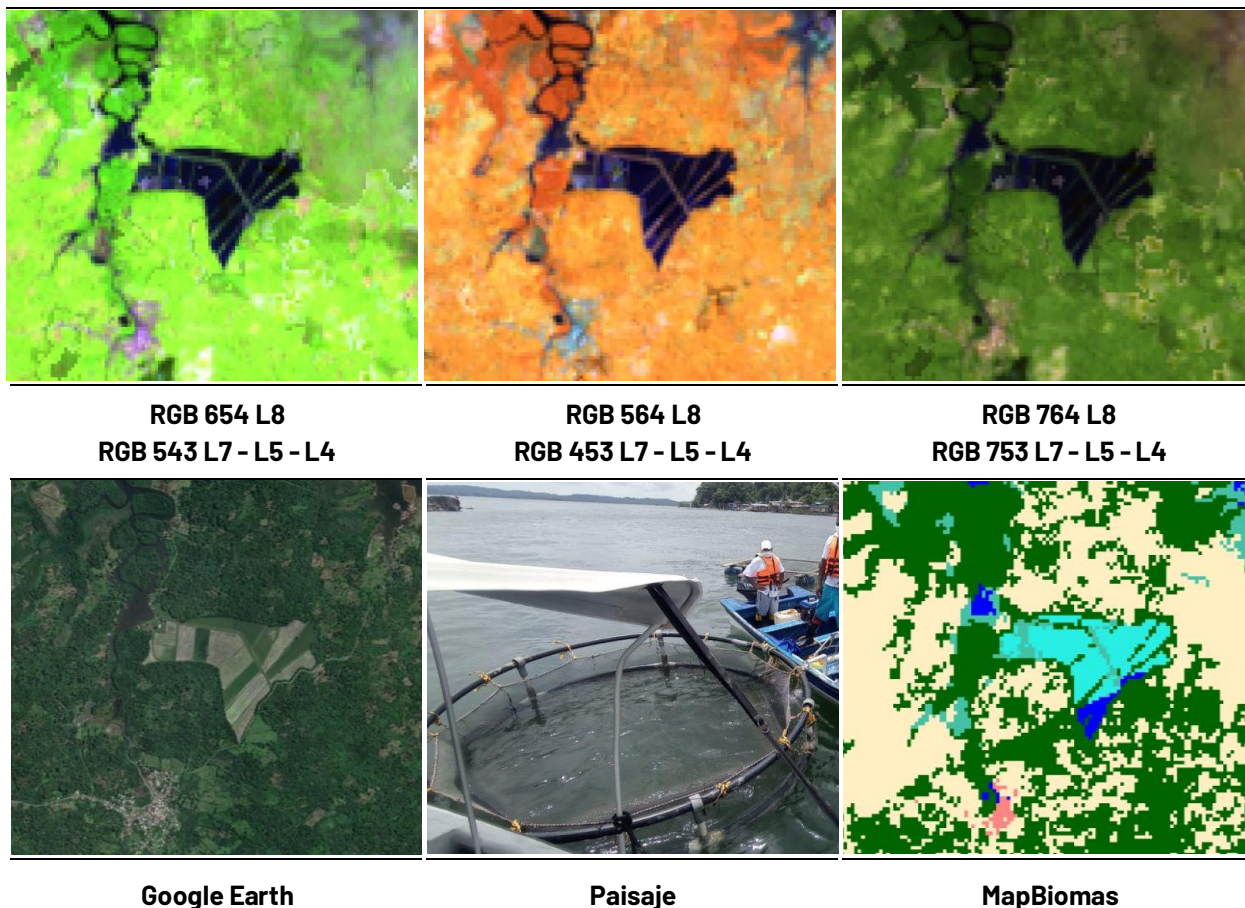 RGB 654 L8
RGB 564 L8
RGB 764 L8
RGB 543 L7 - L5 - L4
RGB 453 L7 - L5 - L4
RGB 753 L7 - L5 - L4
Google Earth
Paisaje
MapBiomas